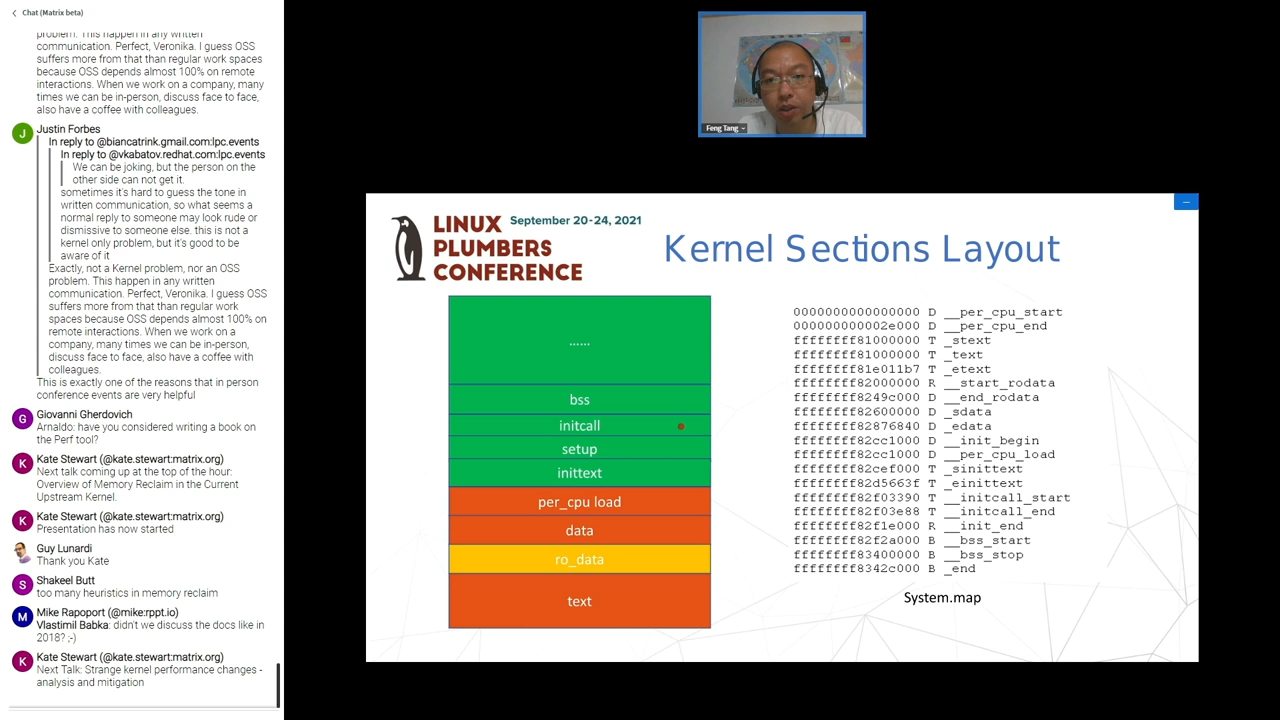 Chat (Matrix beta)
problem. This happen in any written
communication. Perfect, Veronika. I guess OSS
suffers more from that than regular work spaces
because OSS depends almost 100% on remote
interactions. When we work on a company, many
times we can be in-person, discuss face to face,
also have a coffee with colleagues.
J
Justin Forbes
In reply to @biancatrink.gmail.com:lpc.events
In reply to @vkabatov.redhat.com:lpc.events
We can be joking, but the person on the
other side can not get it.
sometimes it's hard to guess the tone in
written communication, so what seems a
normal reply to someone may look rude or
dismissive to someone else. this is not a
kernel only problem, but it's good to be
aware of it
Exactly, not a Kernel problem, nor an OSS
problem. This happen in any written
communication. Perfect, Veronika. I guess OSS
suffers more from that than regular work
spaces because OSS depends almost 100% on
remote interactions. When we work on a
company, many times we can be in-person,
discuss face to face, also have a coffee with
colleagues.
This is exactly one of the reasons that in person
conference events are very helpful
G
Giovanni Gherdovich
Arnaldo: have you considered writing a book on
the Perf tool?
K
Kate Stewart (@kate.stewart:matrix.org)
Next talk coming up at the top of the hour:
Overview of Memory Reclaim in the Current
Upstream Kernel.
K
Kate Stewart (@kate.stewart:matrix.org)
Presentation has now started
Guy Lunardi
Thank you Kate
S
Shakeel Butt
too many heuristics in memory reclaim
M
Mike Rapoport (@mike:rppt.io)
Vlastimil Babka: didn't we discuss the docs like in
2018? ;-)
K
Kate Stewart (@kate.stewart:matrix.org)
Next Talk: Strange kernel performance changes -
analysis and mitigation
Feng Tang
LINUX
PLUMBERS
CONFERENCE
September 20-24, 2021
Kernel Sections Layout
......
bss
initcall
setup
inittext
per_cpu load
data
ro_data
text
0000000000000000 D __per_cpu_start
000000000002e000 D __per_cpu_end
ffffffff81000000 T _stext
ffffffff81000000 T _text
ffffffff81e011b7 T _etext
ffffffff82000000 R __start_rodata
ffffffff8249c000 D __end_rodata
ffffffff82600000 D _sdata
ffffffff82876840 D _edata
ffffffff82cc1000 D __init_begin
ffffffff82cc1000 D __per_cpu_load
ffffffff82cef000 T _sinittext
ffffffff82d5663f T _einittext
ffffffff82f03390 T __initcall_start
ffffffff82f03e88 T __initcall_end
ffffffff82f1e000 R __init_end
ffffffff82f2a000 B __bss_start
ffffffff83400000 B __bss_stop
ffffffff8342c000 B _end
System.map